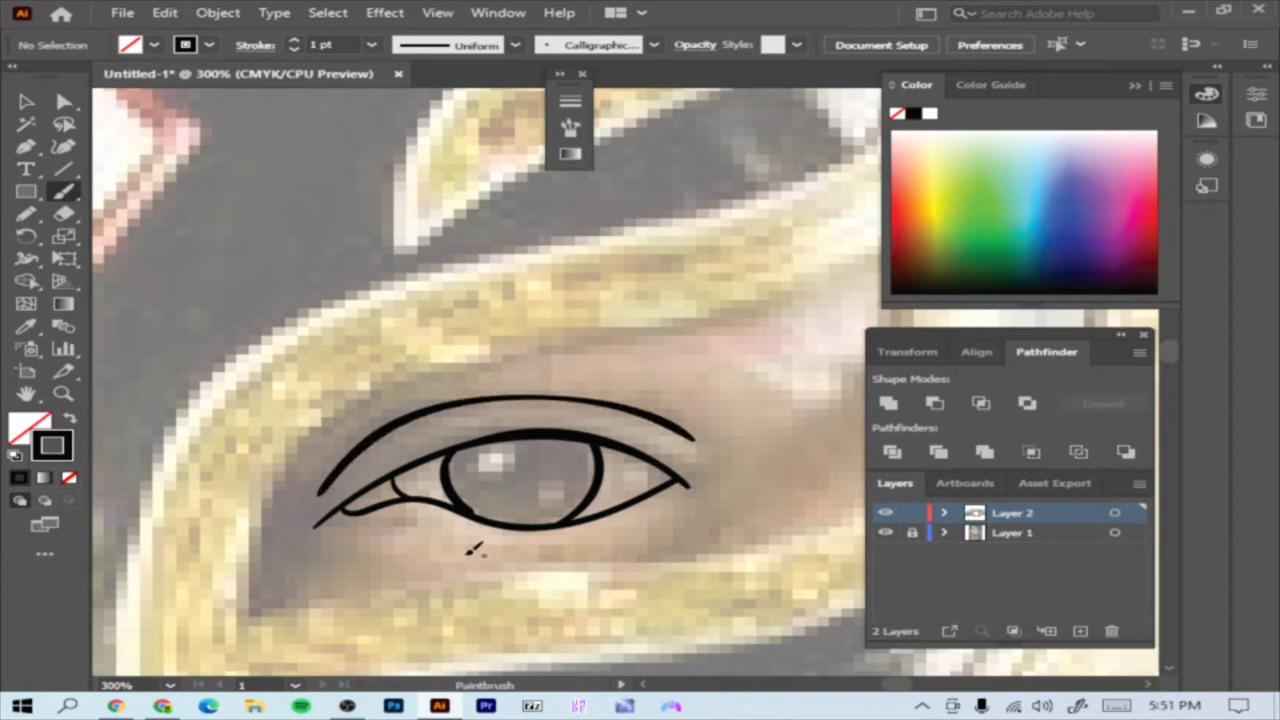 Ai File Edit Object Type Select Effect View Window Help Search Adobe Help
No Selection Stroke: 1 pt Uniform Calligraphic... Opacity Style: Document Setup Preferences
Untitled-1* @ 300% (CMYK/CPU Preview)
Color Color Guide
Transform Align Pathfinder
Shape Modes:
Expand
Pathfinders:
Layers Artboards Asset Export
Layer 2
Layer 1
2 Layers
300% 1 Paintbrush
Ps Ai Pr 5:51 PM